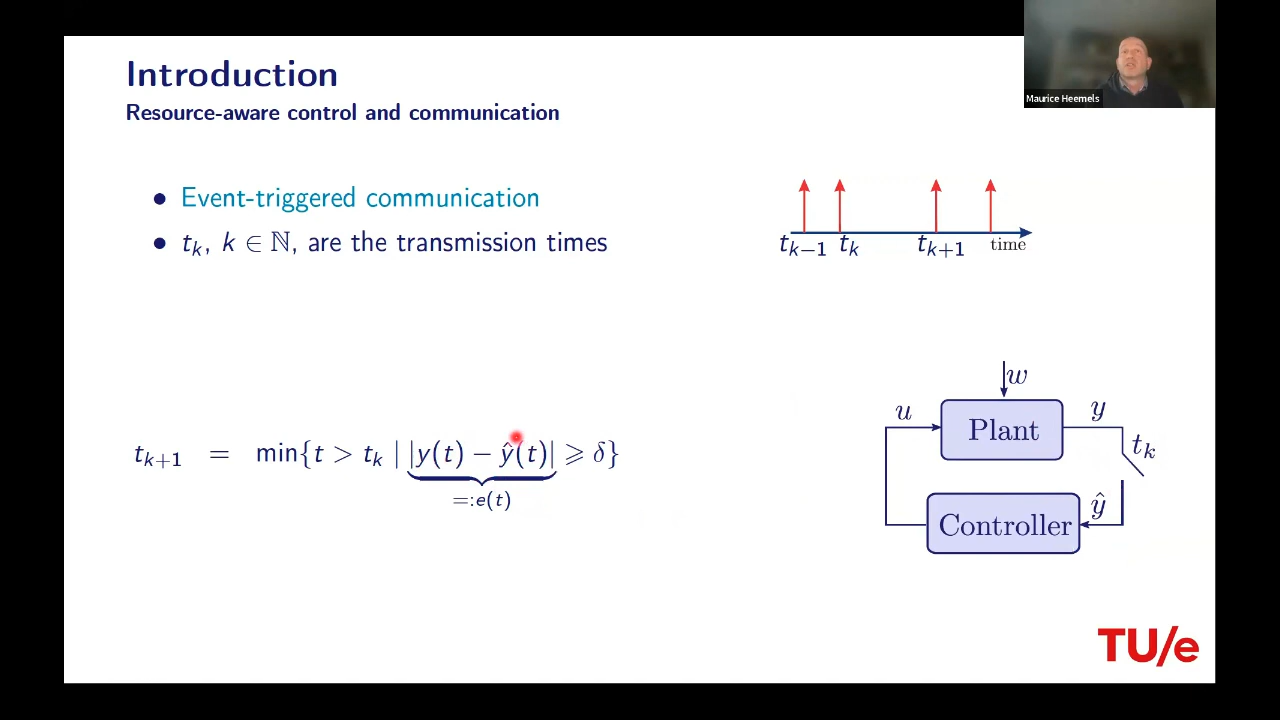 Introduction
Resource-aware control and communication
Maurice Heemels
• Event-triggered communication
• t_k, k ∈ ℕ, are the transmission times
t_{k−1} t_k t_{k+1} time
t_{k+1} = min{t > t_k | |y(t) − ŷ(t)| ⩾ δ}
=:e(t)
w
u Plant y
t_k
Controller ŷ
TU/e